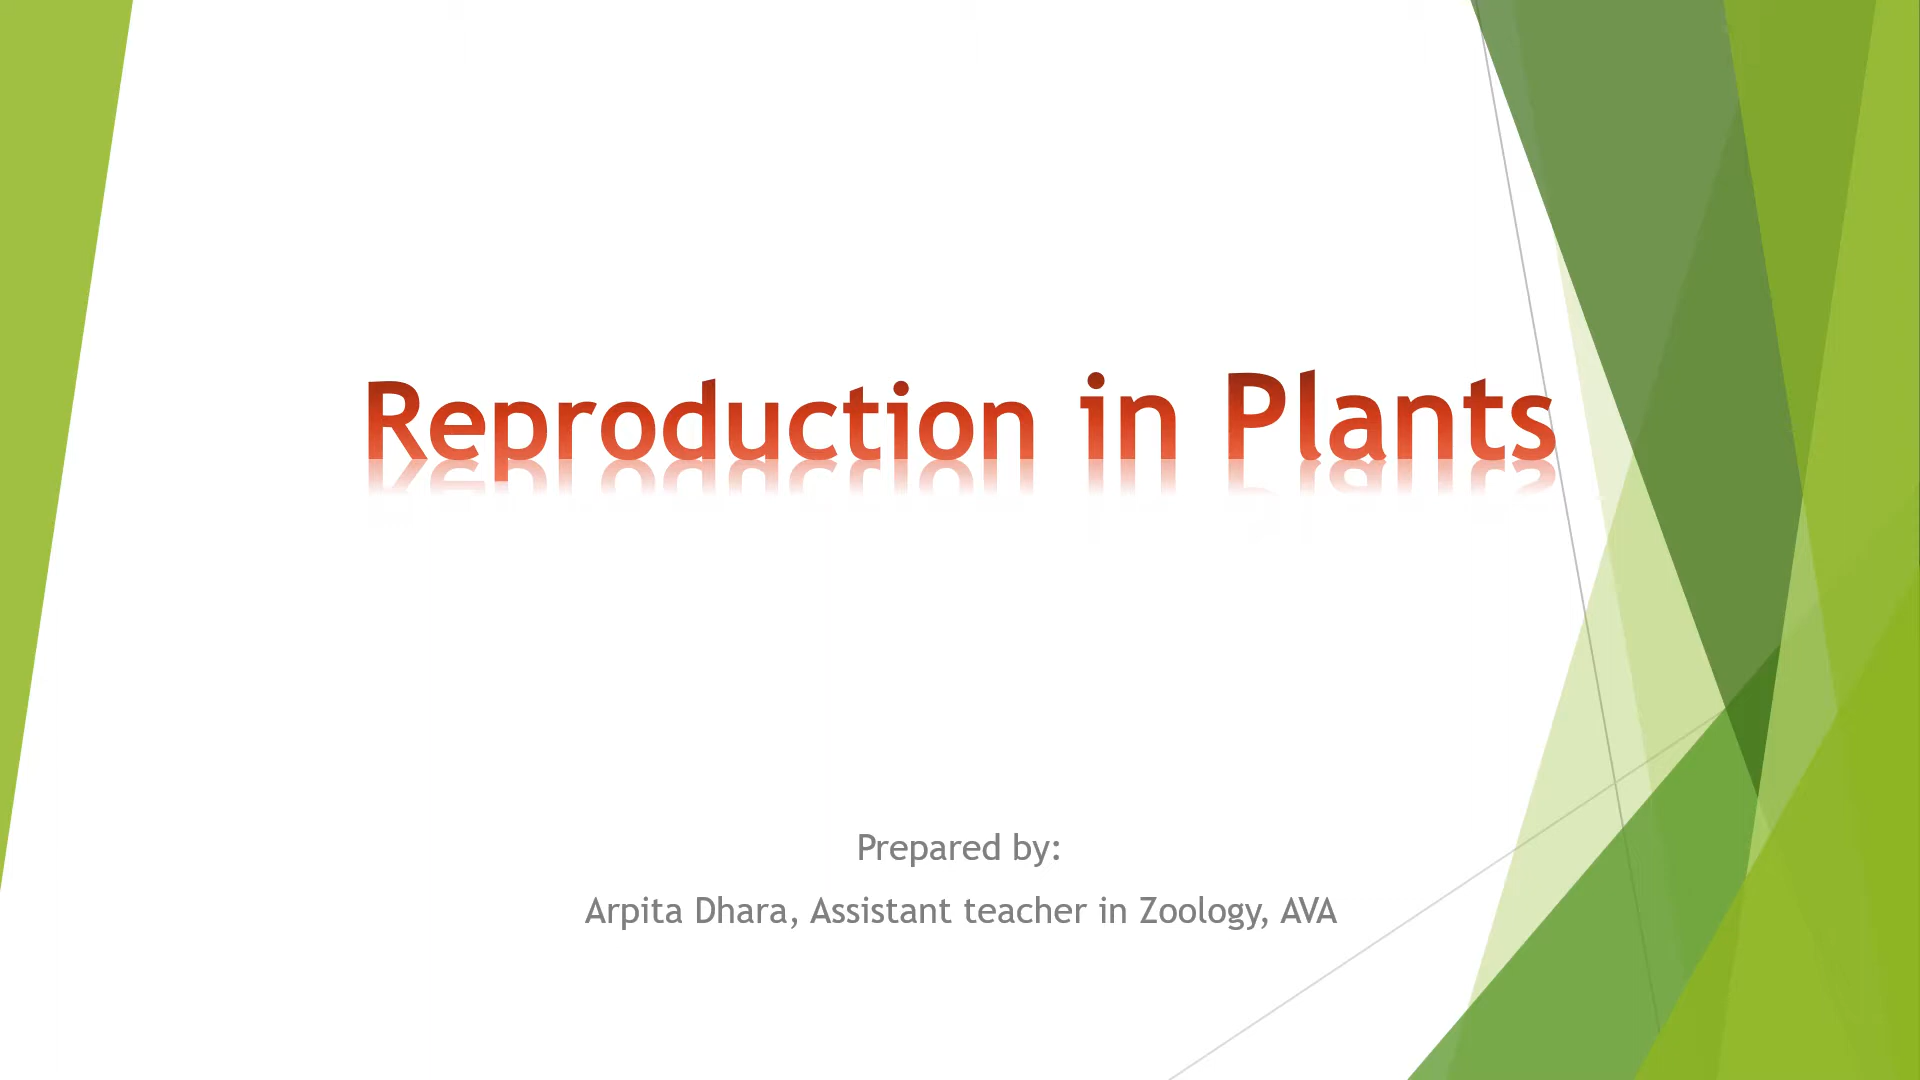 Reproduction in Plants
Prepared by:
Arpita Dhara, Assistant teacher in Zoology, AVA